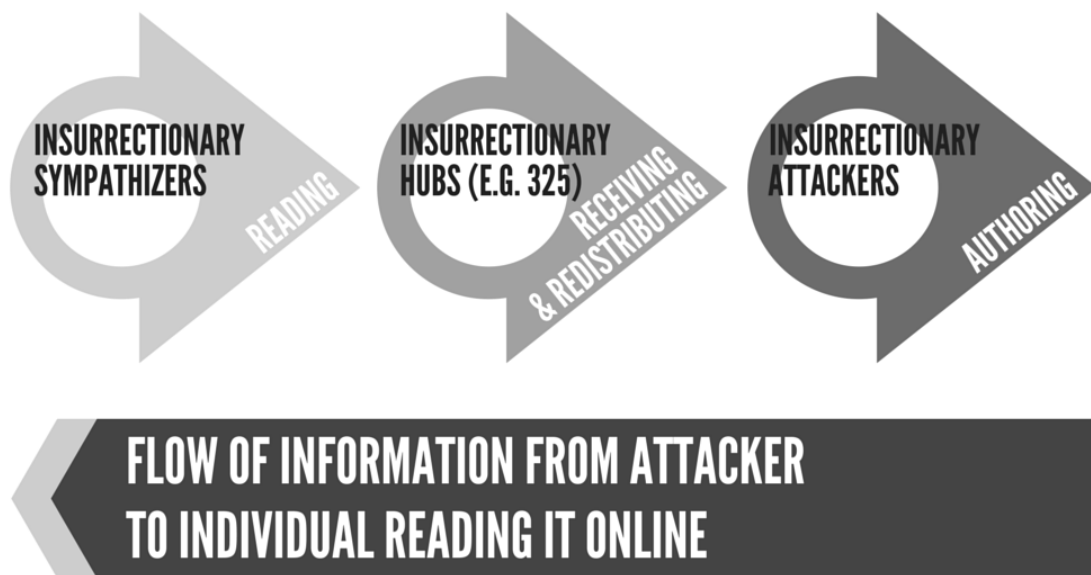 INSURRECTIONARY
SYMPATHIZERS
READING
INSURRECTIONARY
HUBS (E.G. 325)
RECEIVING
& REDISTRIBUTING
INSURRECTIONARY
ATTACKERS
AUTHORING
FLOW OF INFORMATION FROM ATTACKER
TO INDIVIDUAL READING IT ONLINE